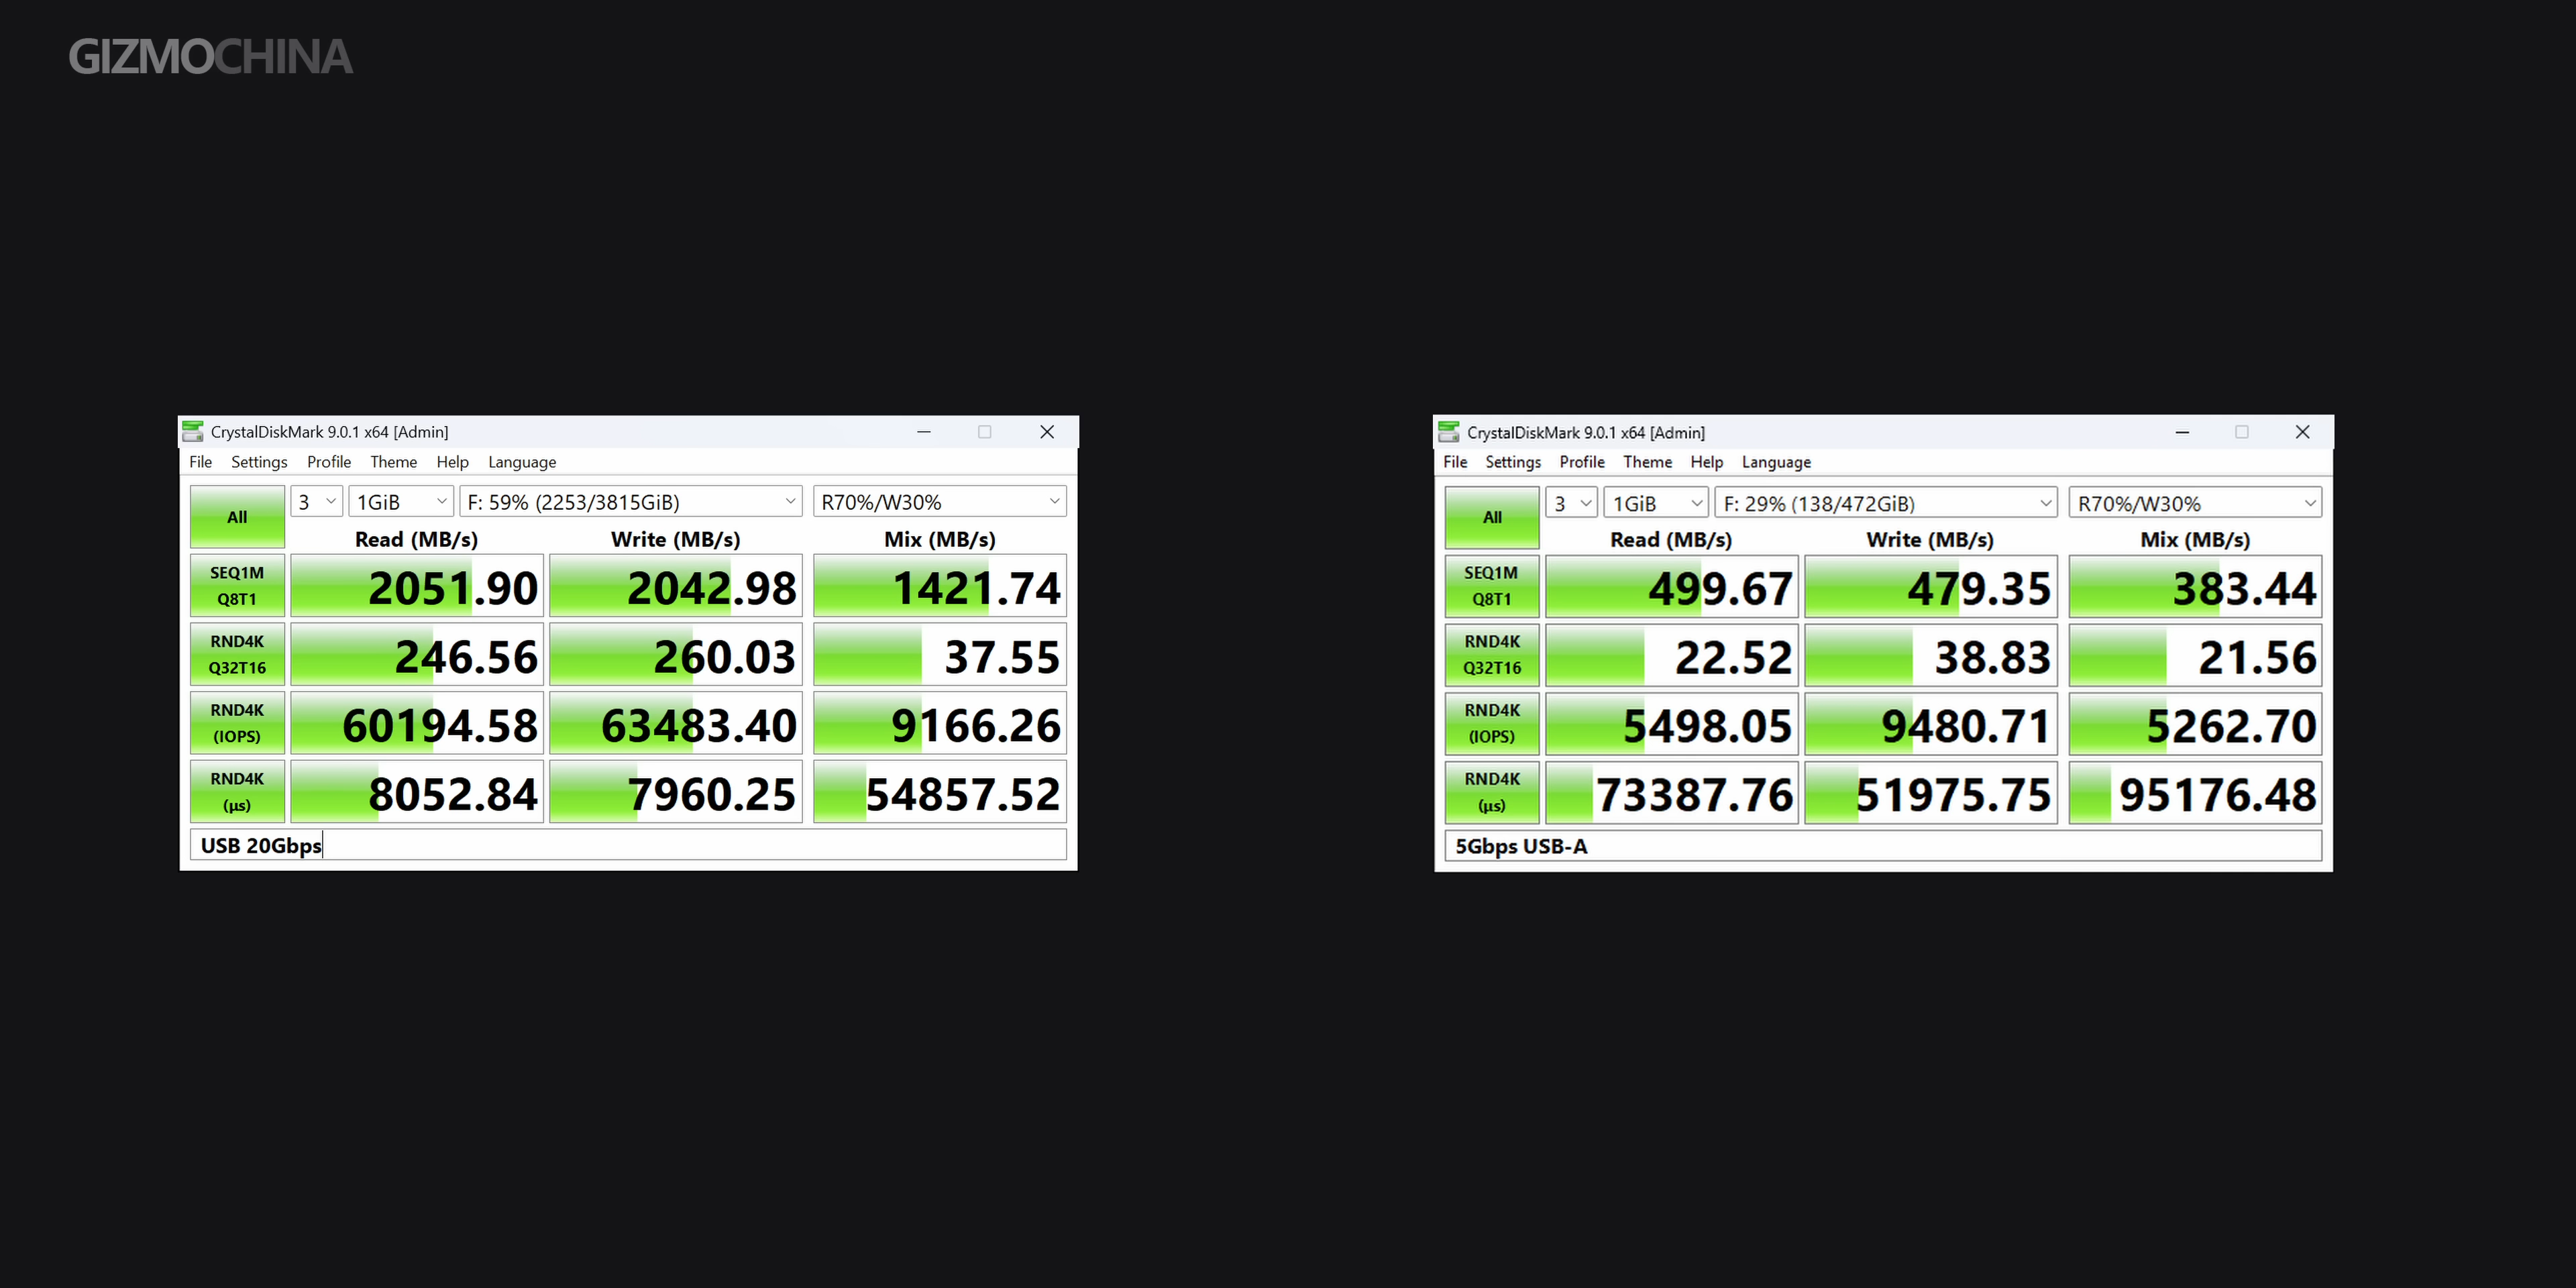 GIZMOCHINA
CrystalDiskMark 9.0.1 x64 [Admin]
File Settings Profile Theme Help Language
All 3 1GiB F: 59% (2253/3815GiB) R70%/W30%
Read (MB/s) Write (MB/s) Mix (MB/s)
SEQ1M Q8T1 2051.90 2042.98 1421.74
RND4K Q32T16 246.56 260.03 37.55
RND4K (IOPS) 60194.58 63483.40 9166.26
RND4K (µs) 8052.84 7960.25 54857.52
USB 20Gbps
CrystalDiskMark 9.0.1 x64 [Admin]
File Settings Profile Theme Help Language
All 3 1GiB F: 29% (138/472GiB) R70%/W30%
Read (MB/s) Write (MB/s) Mix (MB/s)
SEQ1M Q8T1 499.67 479.35 383.44
RND4K Q32T16 22.52 38.83 21.56
RND4K (IOPS) 5498.05 9480.71 5262.70
RND4K (µs) 73387.76 51975.75 95176.48
5Gbps USB-A